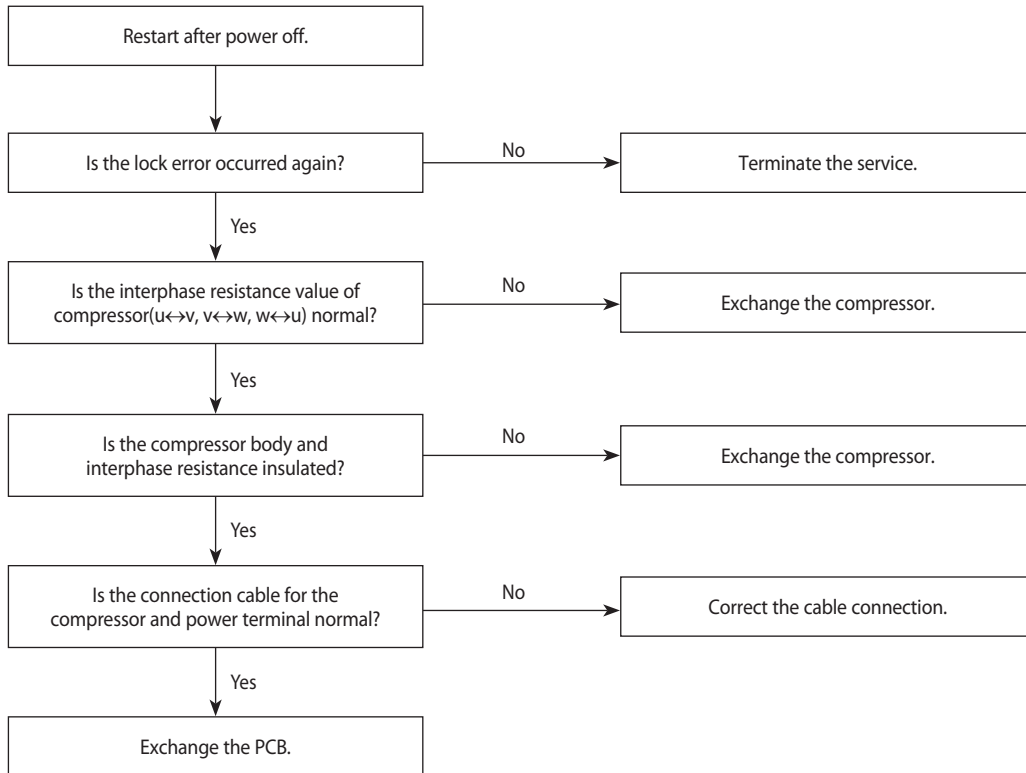 Restart after power off.
Is the lock error occurred again?
No
Terminate the service.
Yes
Is the interphase resistance value of
compressor(u↔v, v↔w, w↔u) normal?
No
Exchange the compressor.
Yes
Is the compressor body and
interphase resistance insulated?
No
Exchange the compressor.
Yes
Is the connection cable for the
compressor and power terminal normal?
No
Correct the cable connection.
Yes
Exchange the PCB.